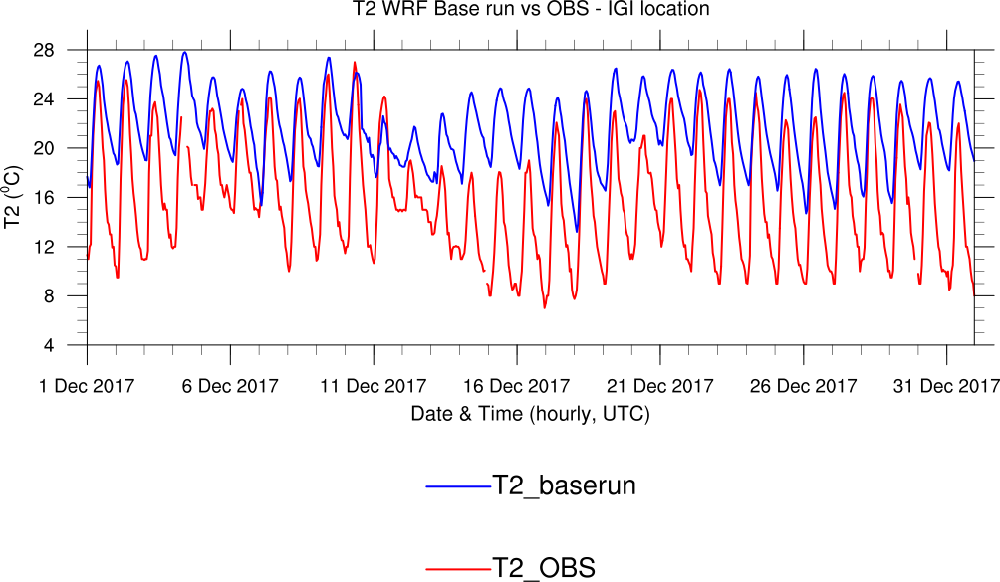 T2 WRF Base run vs OBS - IGI location
28
24
20
16
12
8
4
T2 (⁰C)
1 Dec 2017 6 Dec 2017 11 Dec 2017 16 Dec 2017 21 Dec 2017 26 Dec 2017 31 Dec 2017
Date & Time (hourly, UTC)
T2_baserun
T2_OBS